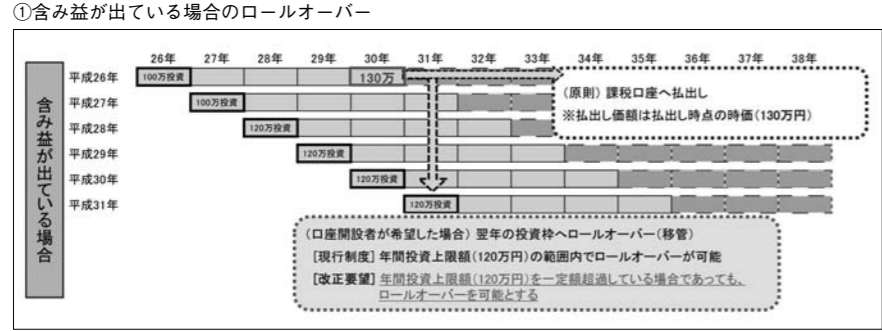 ①含み益が出ている場合のロールオーバー
26年 27年 28年 29年 30年 31年 32年 33年 34年 35年 36年 37年 38年
含み益が出ている場合
平成26年 100万投資 130万
平成27年 100万投資
平成28年 120万投資
平成29年 120万投資
平成30年 120万投資
平成31年 120万投資
(原則) 課税口座へ払出し
※払出し価額は払出し時点の時価(130万円)
(口座開設者が希望した場合) 翌年の投資枠へロールオーバー(移管)
[現行制度] 年間投資上限額(120万円)の範囲内でロールオーバーが可能
[改正要望] 年間投資上限額(120万円)を一定額超過している場合であっても、
ロールオーバーを可能とする